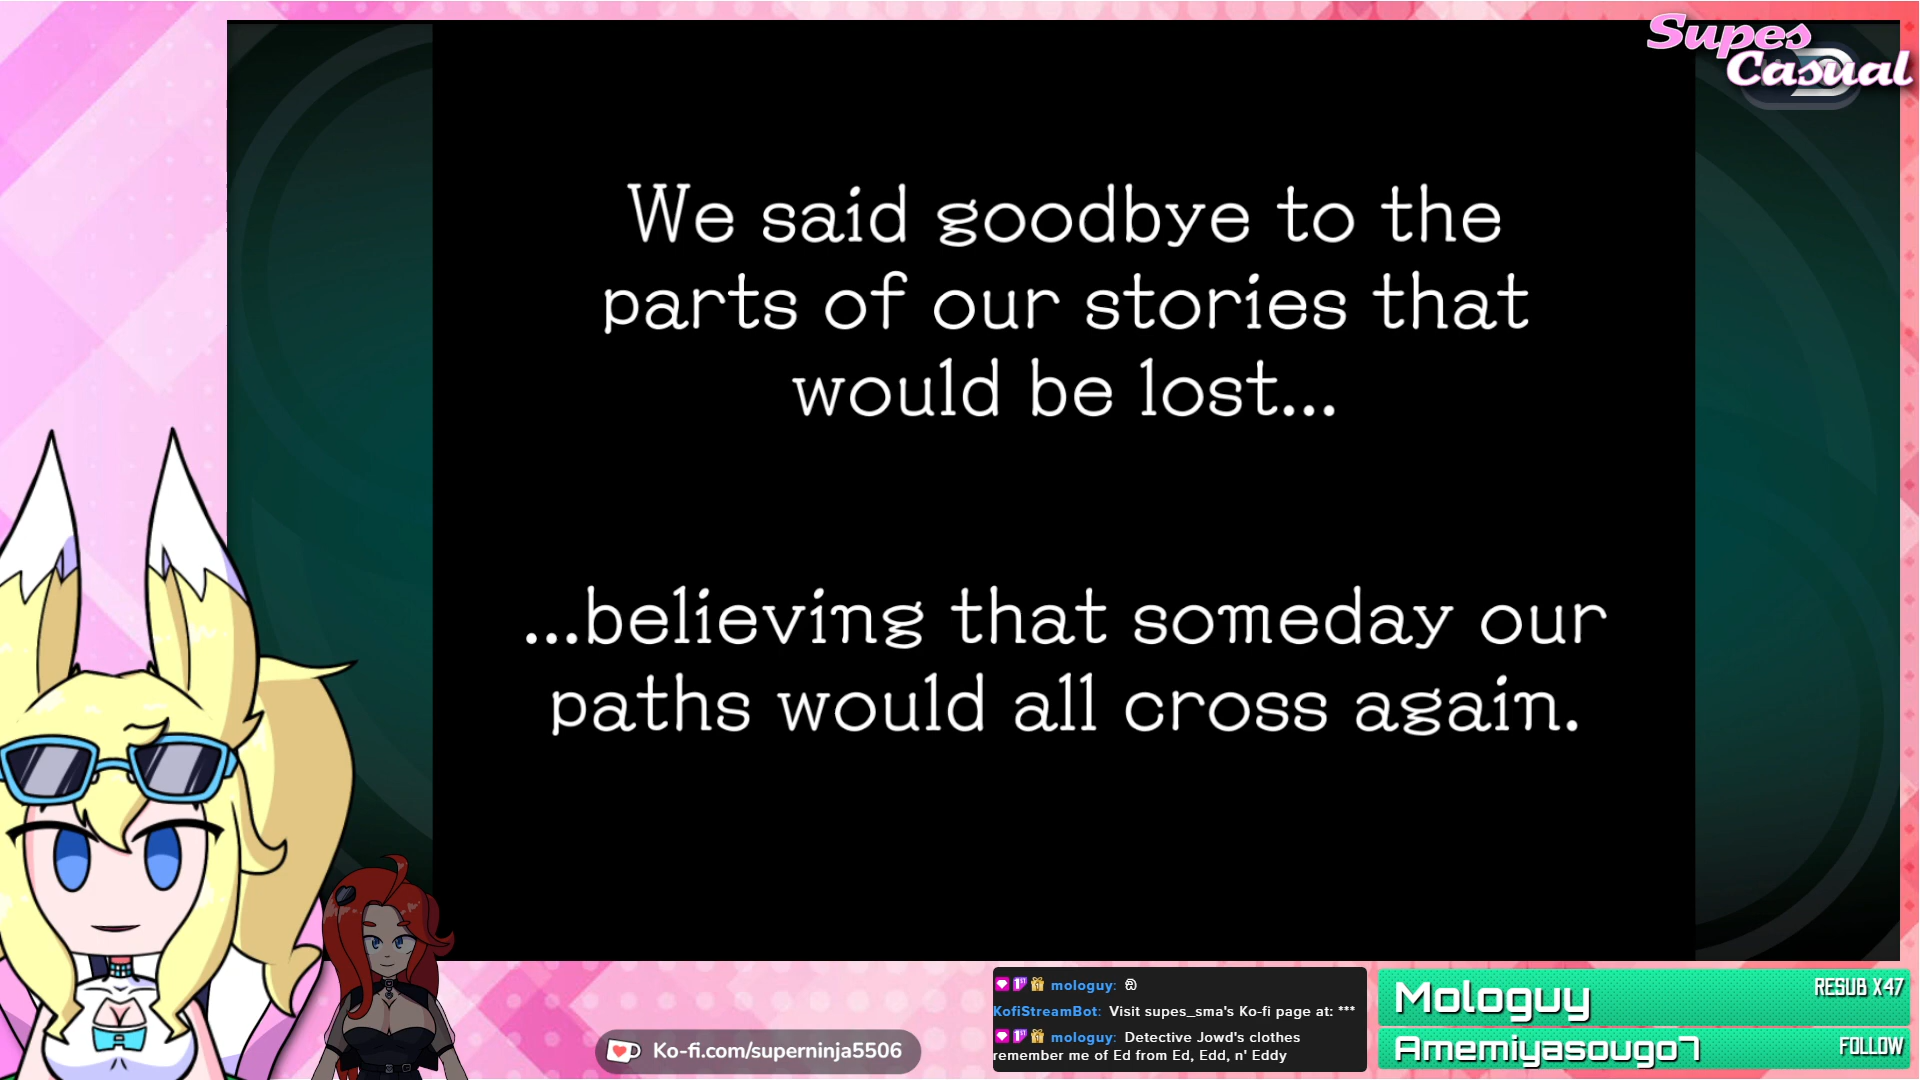 Supes
Casual
We said goodbye to the
parts of our stories that
would be lost...
...believing that someday our
paths would all cross again.
mologuy:
KofiStreamBot: Visit supes_sma's Ko-fi page at: ***
mologuy: Detective Jowd's clothes
remember me of Ed from Ed, Edd, n' Eddy
Ko-fi.com/superninja5506
Mologuy RESUB X47
Amemiyasougo7 FOLLOW